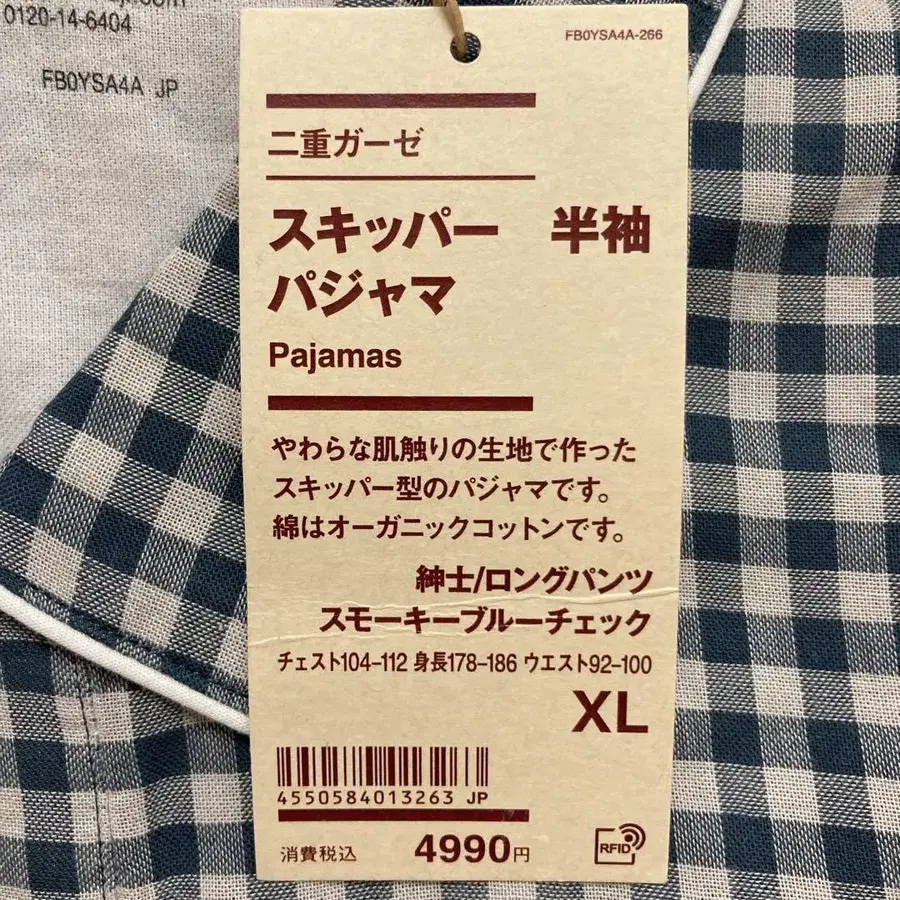 0120-14-6404
FB0YSA4A JP
FB0YSA4A-266
二重ガーゼ
スキッパー 半袖
パジャマ
Pajamas
やわらな肌触りの生地で作った
スキッパー型のパジャマです。
綿はオーガニックコットンです。
紳士/ロングパンツ
スモーキーブルーチェック
チェスト104-112 身長178-186 ウエスト92-100
XL
4550584013263 JP
消費税込 4990円
RFID